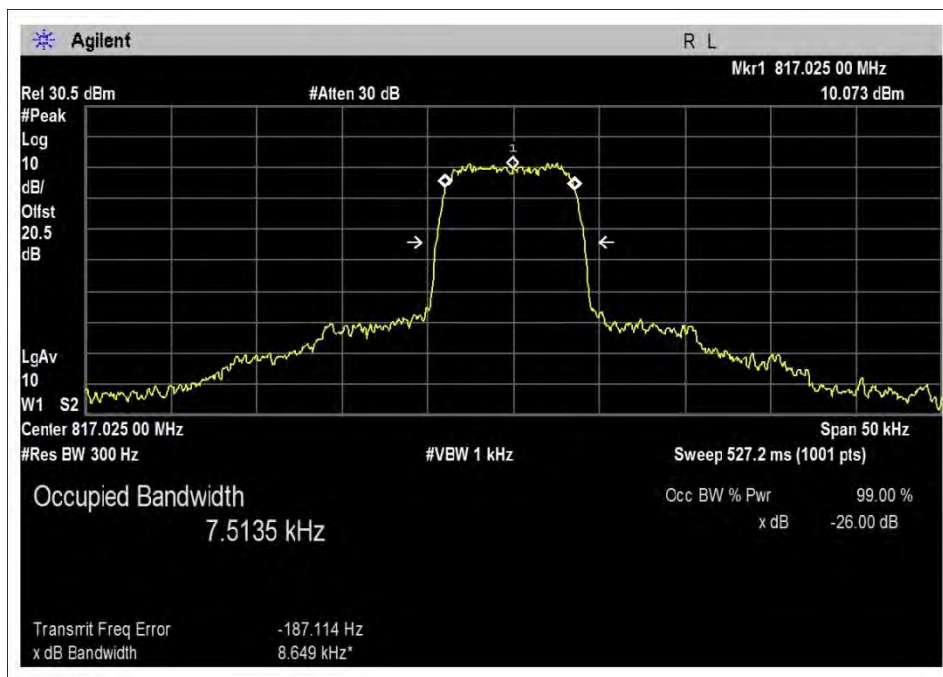 Agilent R L
Mkr1 817.025 00 MHz
Ref 30.5 dBm #Atten 30 dB 10.073 dBm
#Peak
Log
10
dB/
Offst
20.5
dB
1
LgAv
10
W1 S2
Center 817.025 00 MHz Span 50 kHz
#Res BW 300 Hz #VBW 1 kHz Sweep 527.2 ms (1001 pts)
Occupied Bandwidth
7.5135 kHz
Occ BW % Pwr 99.00 %
x dB -26.00 dB
Transmit Freq Error -187.114 Hz
x dB Bandwidth 8.649 kHz*